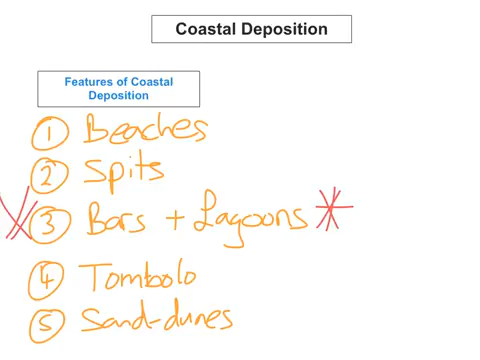 Coastal Deposition
Features of Coastal
Deposition
1 Beaches
2 Spits
3 Bars + Lagoons *
4 Tombolo
5 Sand-dunes